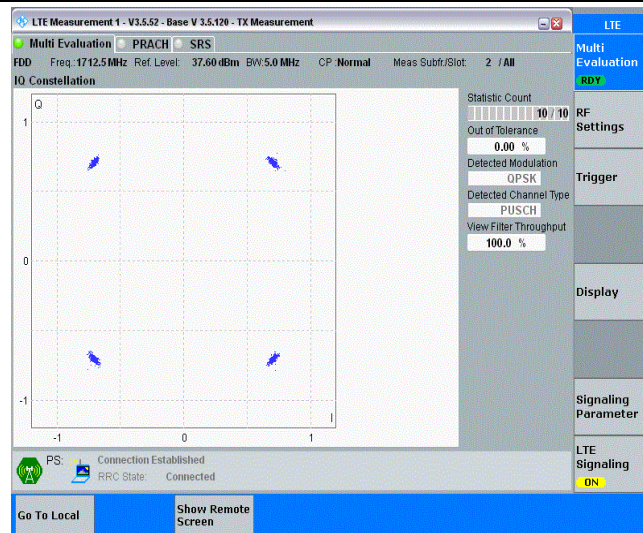 LTE Measurement 1 - V3.5.52 - Base V 3.5.120 - TX Measurement
LTE
Multi Evaluation PRACH SRS
FDD Freq.:1712.5 MHz Ref. Level: 37.60 dBm BW:5.0 MHz CP :Normal Meas Subfr./Slot: 2 / All
IQ Constellation
Q
1
0
-1
I
-1 0 1
Statistic Count
10 / 10
Out of Tolerance
0.00 %
Detected Modulation
QPSK
Detected Channel Type
PUSCH
View Filter Throughput
100.0 %
Multi
Evaluation
RDY
RF
Settings
Trigger
Display
Signaling
Parameter
LTE
Signaling
ON
PS: Connection Established
RRC State: Connected
Go To Local
Show Remote
Screen